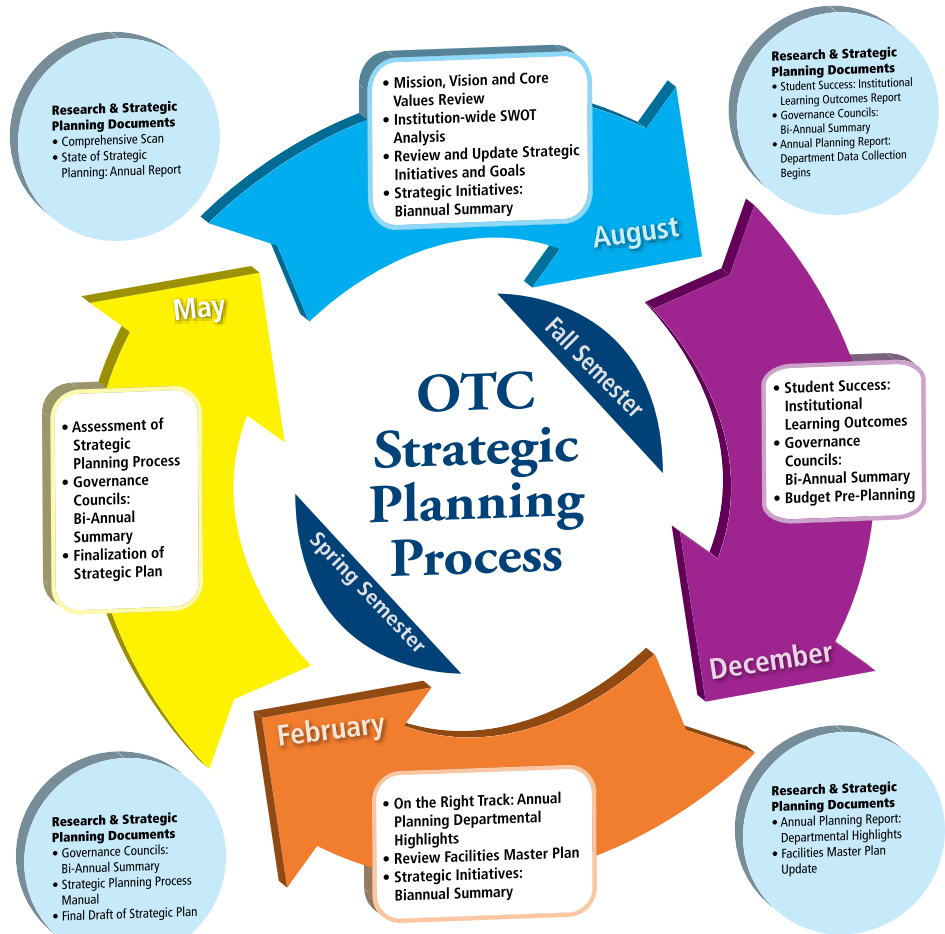 Research & Strategic
Planning Documents
• Comprehensive Scan
• State of Strategic
Planning: Annual Report
• Mission, Vision and Core
Values Review
• Institution-wide SWOT
Analysis
• Review and Update Strategic
Initiatives and Goals
• Strategic Initiatives:
Biannual Summary
August
Research & Strategic
Planning Documents
• Student Success: Institutional
Learning Outcomes Report
• Governance Councils:
Bi-Annual Summary
• Annual Planning Report:
Department Data Collection
Begins
May
Fall Semester
OTC
Strategic
Planning
Process
• Student Success:
Institutional
Learning Outcomes
• Governance
Councils:
Bi-Annual Summary
• Budget Pre-Planning
• Assessment of
Strategic
Planning Process
• Governance
Councils:
Bi-Annual
Summary
• Finalization of
Strategic Plan
Spring Semester
December
February
• On the Right Track: Annual
Planning Departmental
Highlights
• Review Facilities Master Plan
• Strategic Initiatives:
Biannual Summary
Research & Strategic
Planning Documents
• Annual Planning Report:
Departmental Highlights
• Facilities Master Plan
Update
Research & Strategic
Planning Documents
• Governance Councils:
Bi-Annual Summary
• Strategic Planning Process
Manual
• Final Draft of Strategic Plan